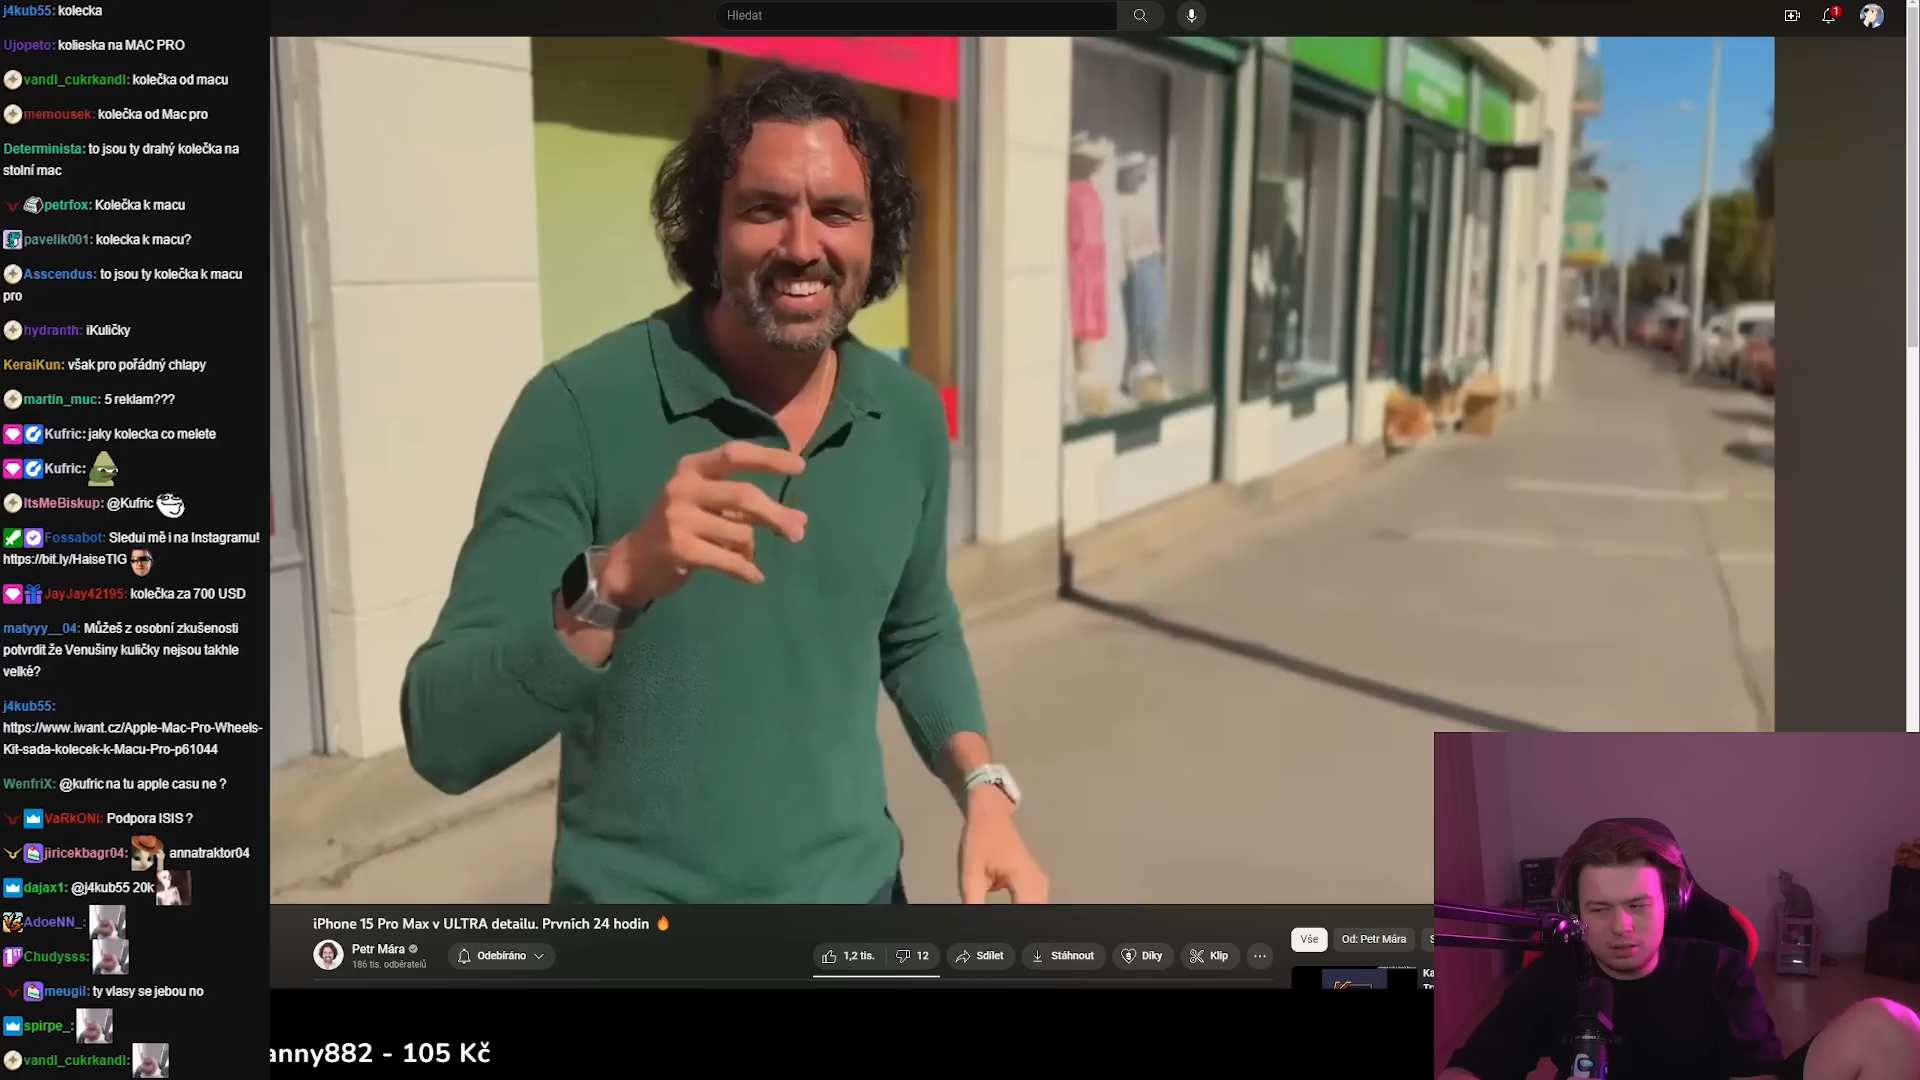 j4kub55: kolecka
Ujopeto: kolieska na MAC PRO
vandl_cukrkandl: kolečka od macu
memousek: kolečka od Mac pro
Determinista: to jsou ty drahý kolečka na
stolní mac
petrfox: Kolečka k macu
pavelik001: kolecka k macu?
Asscendus: to jsou ty kolečka k macu
pro
hydranth: iKuličky
KeraiKun: však pro pořádný chlapy
martin_muc: 5 reklam???
Kufric: jaky kolecka co melete
Kufric:
ItsMeBiskup: @Kufric
Fossabot: Sleduj mě i na Instagramu!
https://bit.ly/HaiseTIG
JayJay42195: kolečka za 700 USD
matyyy__04: Můžeš z osobní zkušenosti
potvrdit že Venušiny kuličky nejsou takhle
velké?
j4kub55:
https://www.iwant.cz/Apple-Mac-Pro-Wheels-
Kit-sada-kolecek-k-Macu-Pro-p61044
WenfriX: @kufric na tu apple casu ne ?
VaRkONi: Podpora ISIS ?
jiricekbagr04: annatraktor04
dajax1: @j4kub55 20k
AdoeNN_:
Chudysss:
meugil: ty vlasy se jebou no
spirpe_:
vandl_cukrkandl:
Hledat
1
iPhone 15 Pro Max v ULTRA detailu. Prvních 24 hodin 🔥
Petr Mára
186 tis. odběratelů
Odebíráno
1,2 tis.
12
Sdílet
Stáhnout
Díky
Klip
Vše
Od: Petr Mára
anny882 - 105 Kč